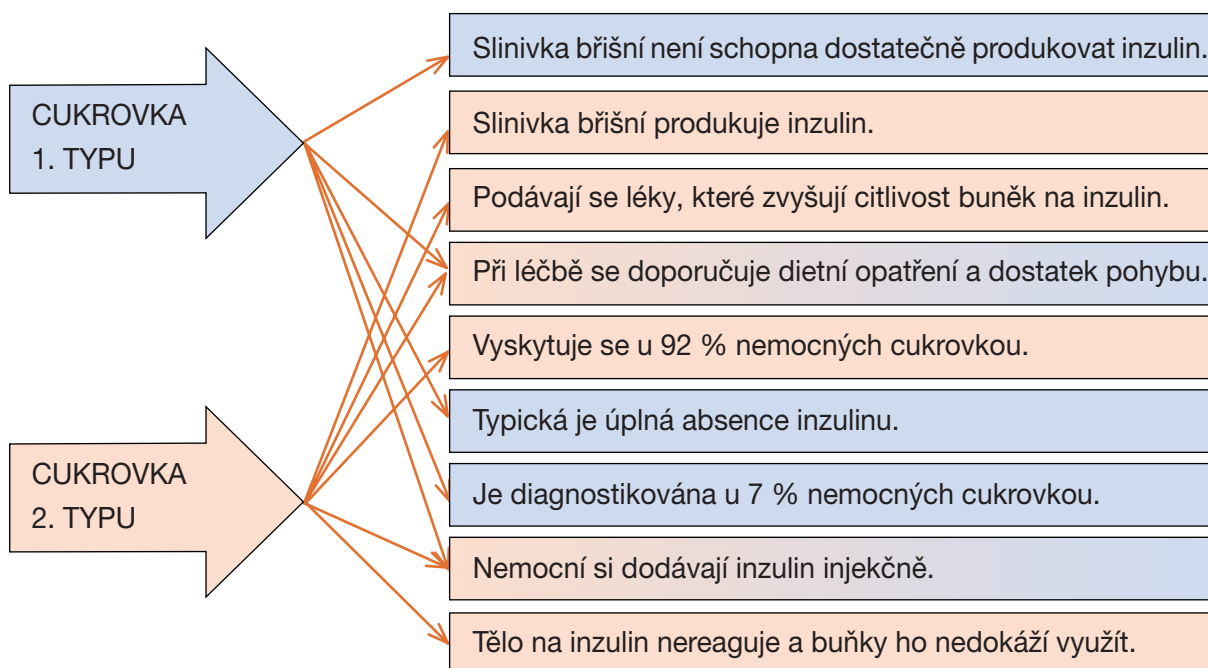 CUKROVKA
1. TYPU
CUKROVKA
2. TYPU
Slinivka břišní není schopna dostatečně produkovat inzulin.
Slinivka břišní produkuje inzulin.
Podávají se léky, které zvyšují citlivost buněk na inzulin.
Při léčbě se doporučuje dietní opatření a dostatek pohybu.
Vyskytuje se u 92 % nemocných cukrovkou.
Typická je úplná absence inzulinu.
Je diagnostikována u 7 % nemocných cukrovkou.
Nemocní si dodávají inzulin injekčně.
Tělo na inzulin nereaguje a buňky ho nedokáží využít.